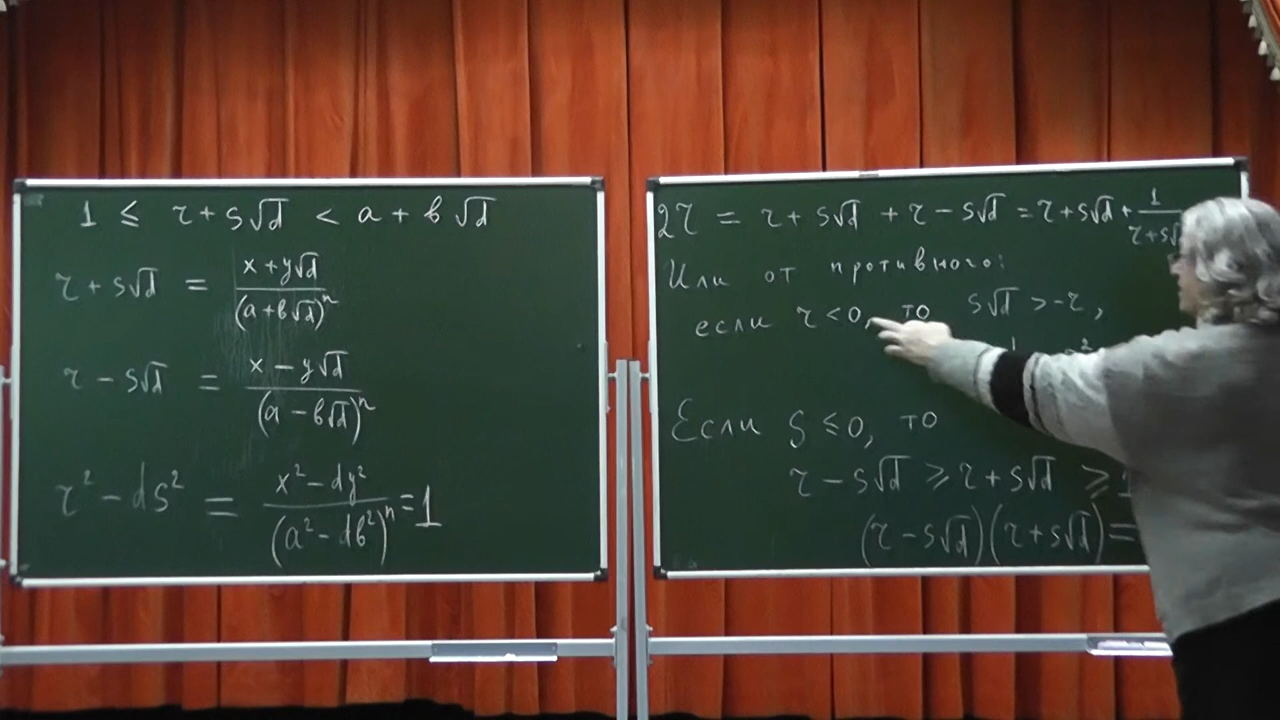 1 ≤ r + s√d < a + b√d
r + s√d = (x + y√d) / (a + b√d)ⁿ
r − s√d = (x − y√d) / (a − b√d)ⁿ
r² − ds² = (x² − dy²) / (a² − db²)ⁿ = 1
2r = r + s√d + r − s√d = r + s√d + 1 / (r + s√
Или от противного:
если r < 0, то s√d > −r,
Если s ≤ 0, то
r − s√d ≥ r + s√d ≥ 1
(r − s√d)(r + s√d) =